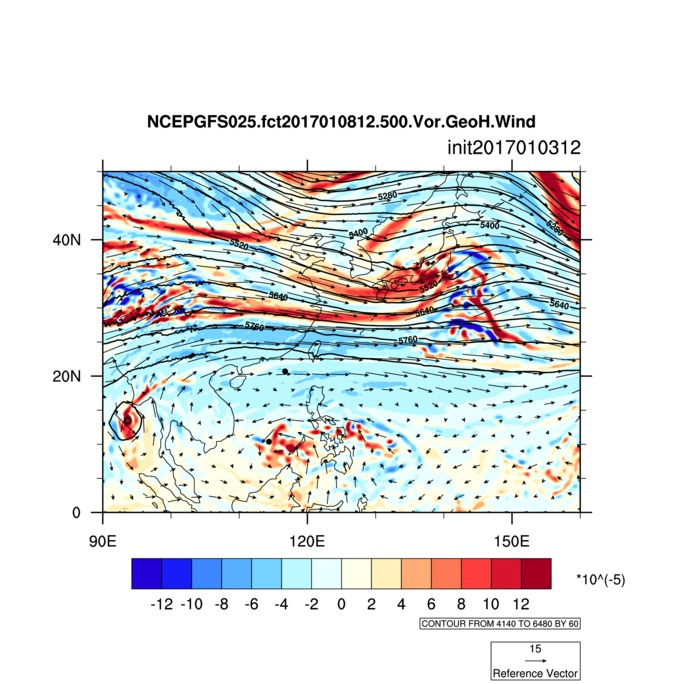 NCEPGFS025.fct2017010812.500.Vor.GeoH.Wind
init2017010312
5280
5280
40N
5400
5400
5520
5520
5640
5640
5640
5760
5760
20N
0
90E 120E 150E
-12 -10 -8 -6 -4 -2 0 2 4 6 8 10 12
*10^(-5)
CONTOUR FROM 4140 TO 6480 BY 60
15
Reference Vector